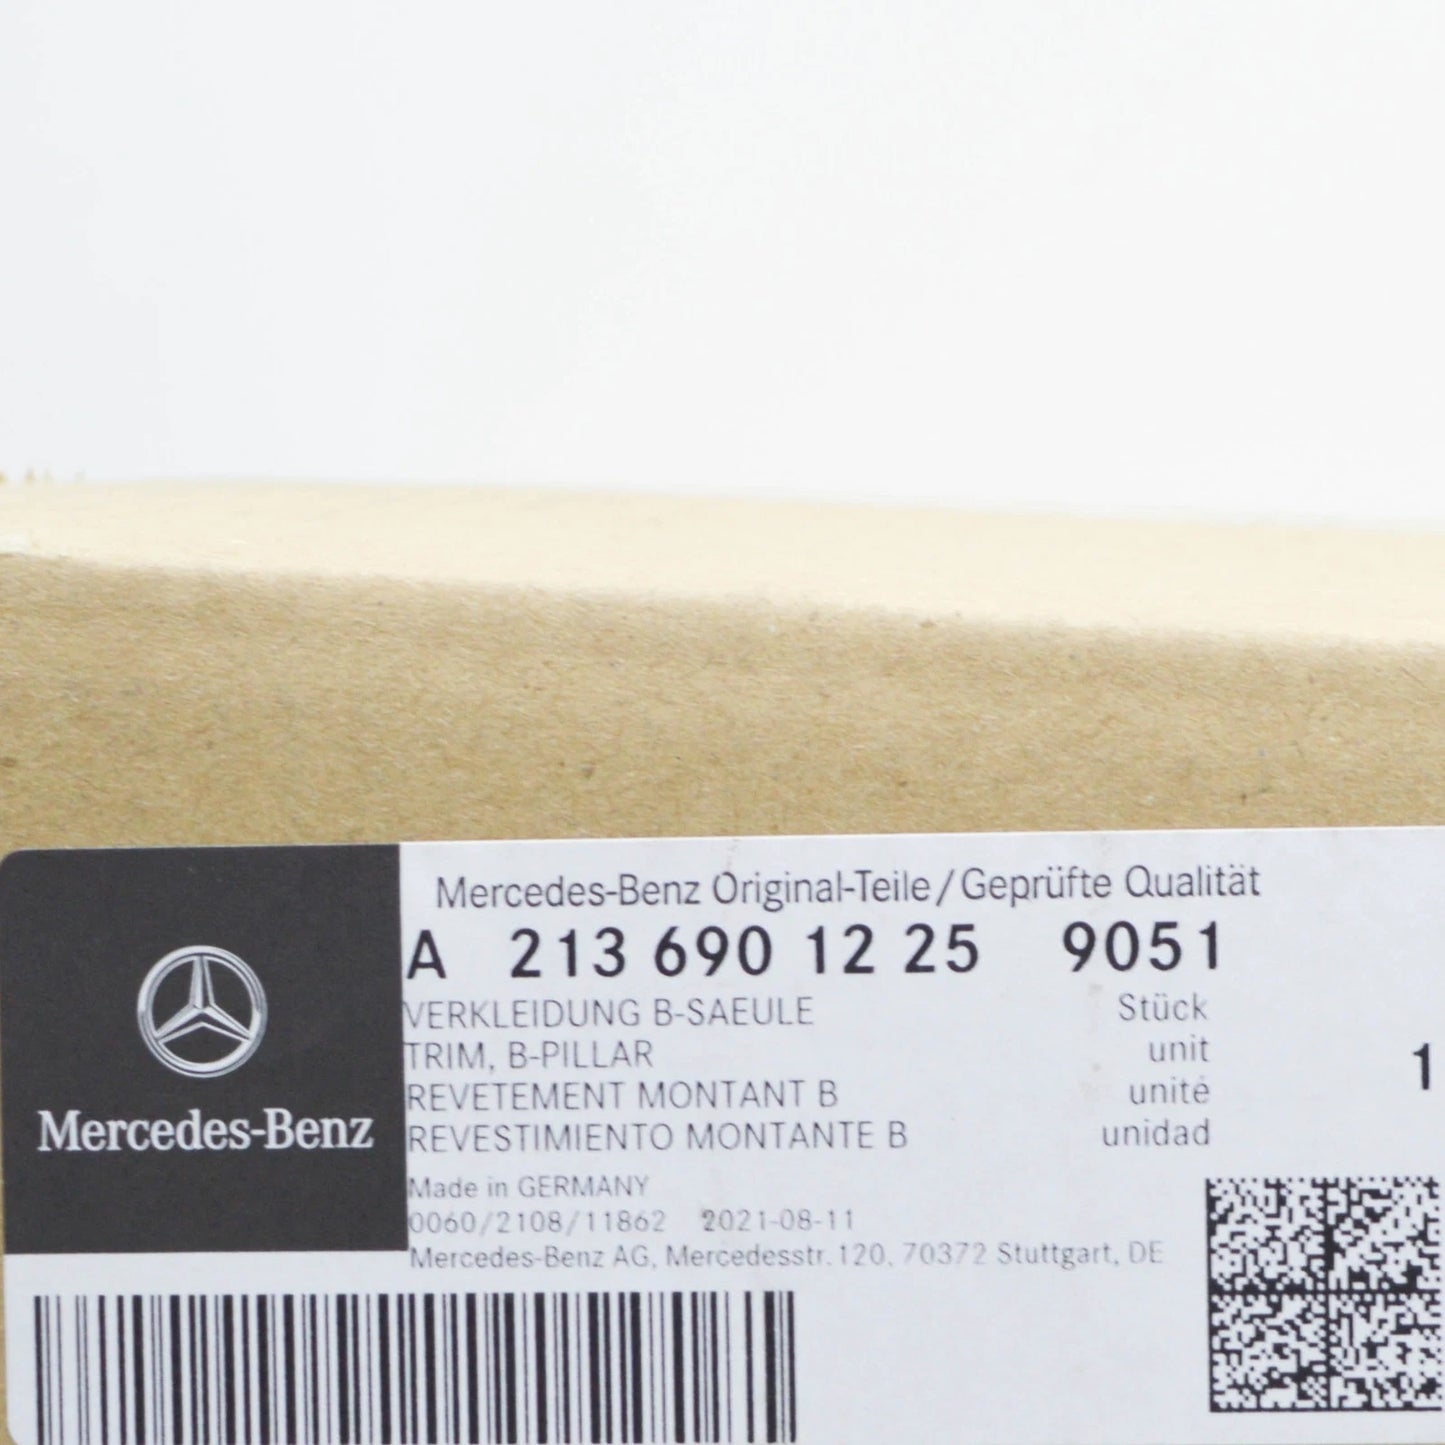 Mercedes-Benz Original-Teile/Geprüfte Qualität
A 213 690 12 25 9051
VERKLEIDUNG B-SAEULE Stück
TRIM, B-PILLAR unit 1
REVETEMENT MONTANT B unité
REVESTIMIENTO MONTANTE B unidad
Mercedes-Benz
Made in GERMANY
0060/2108/11862 2021-08-11
Mercedes-Benz AG, Mercedesstr. 120, 70372 Stuttgart, DE